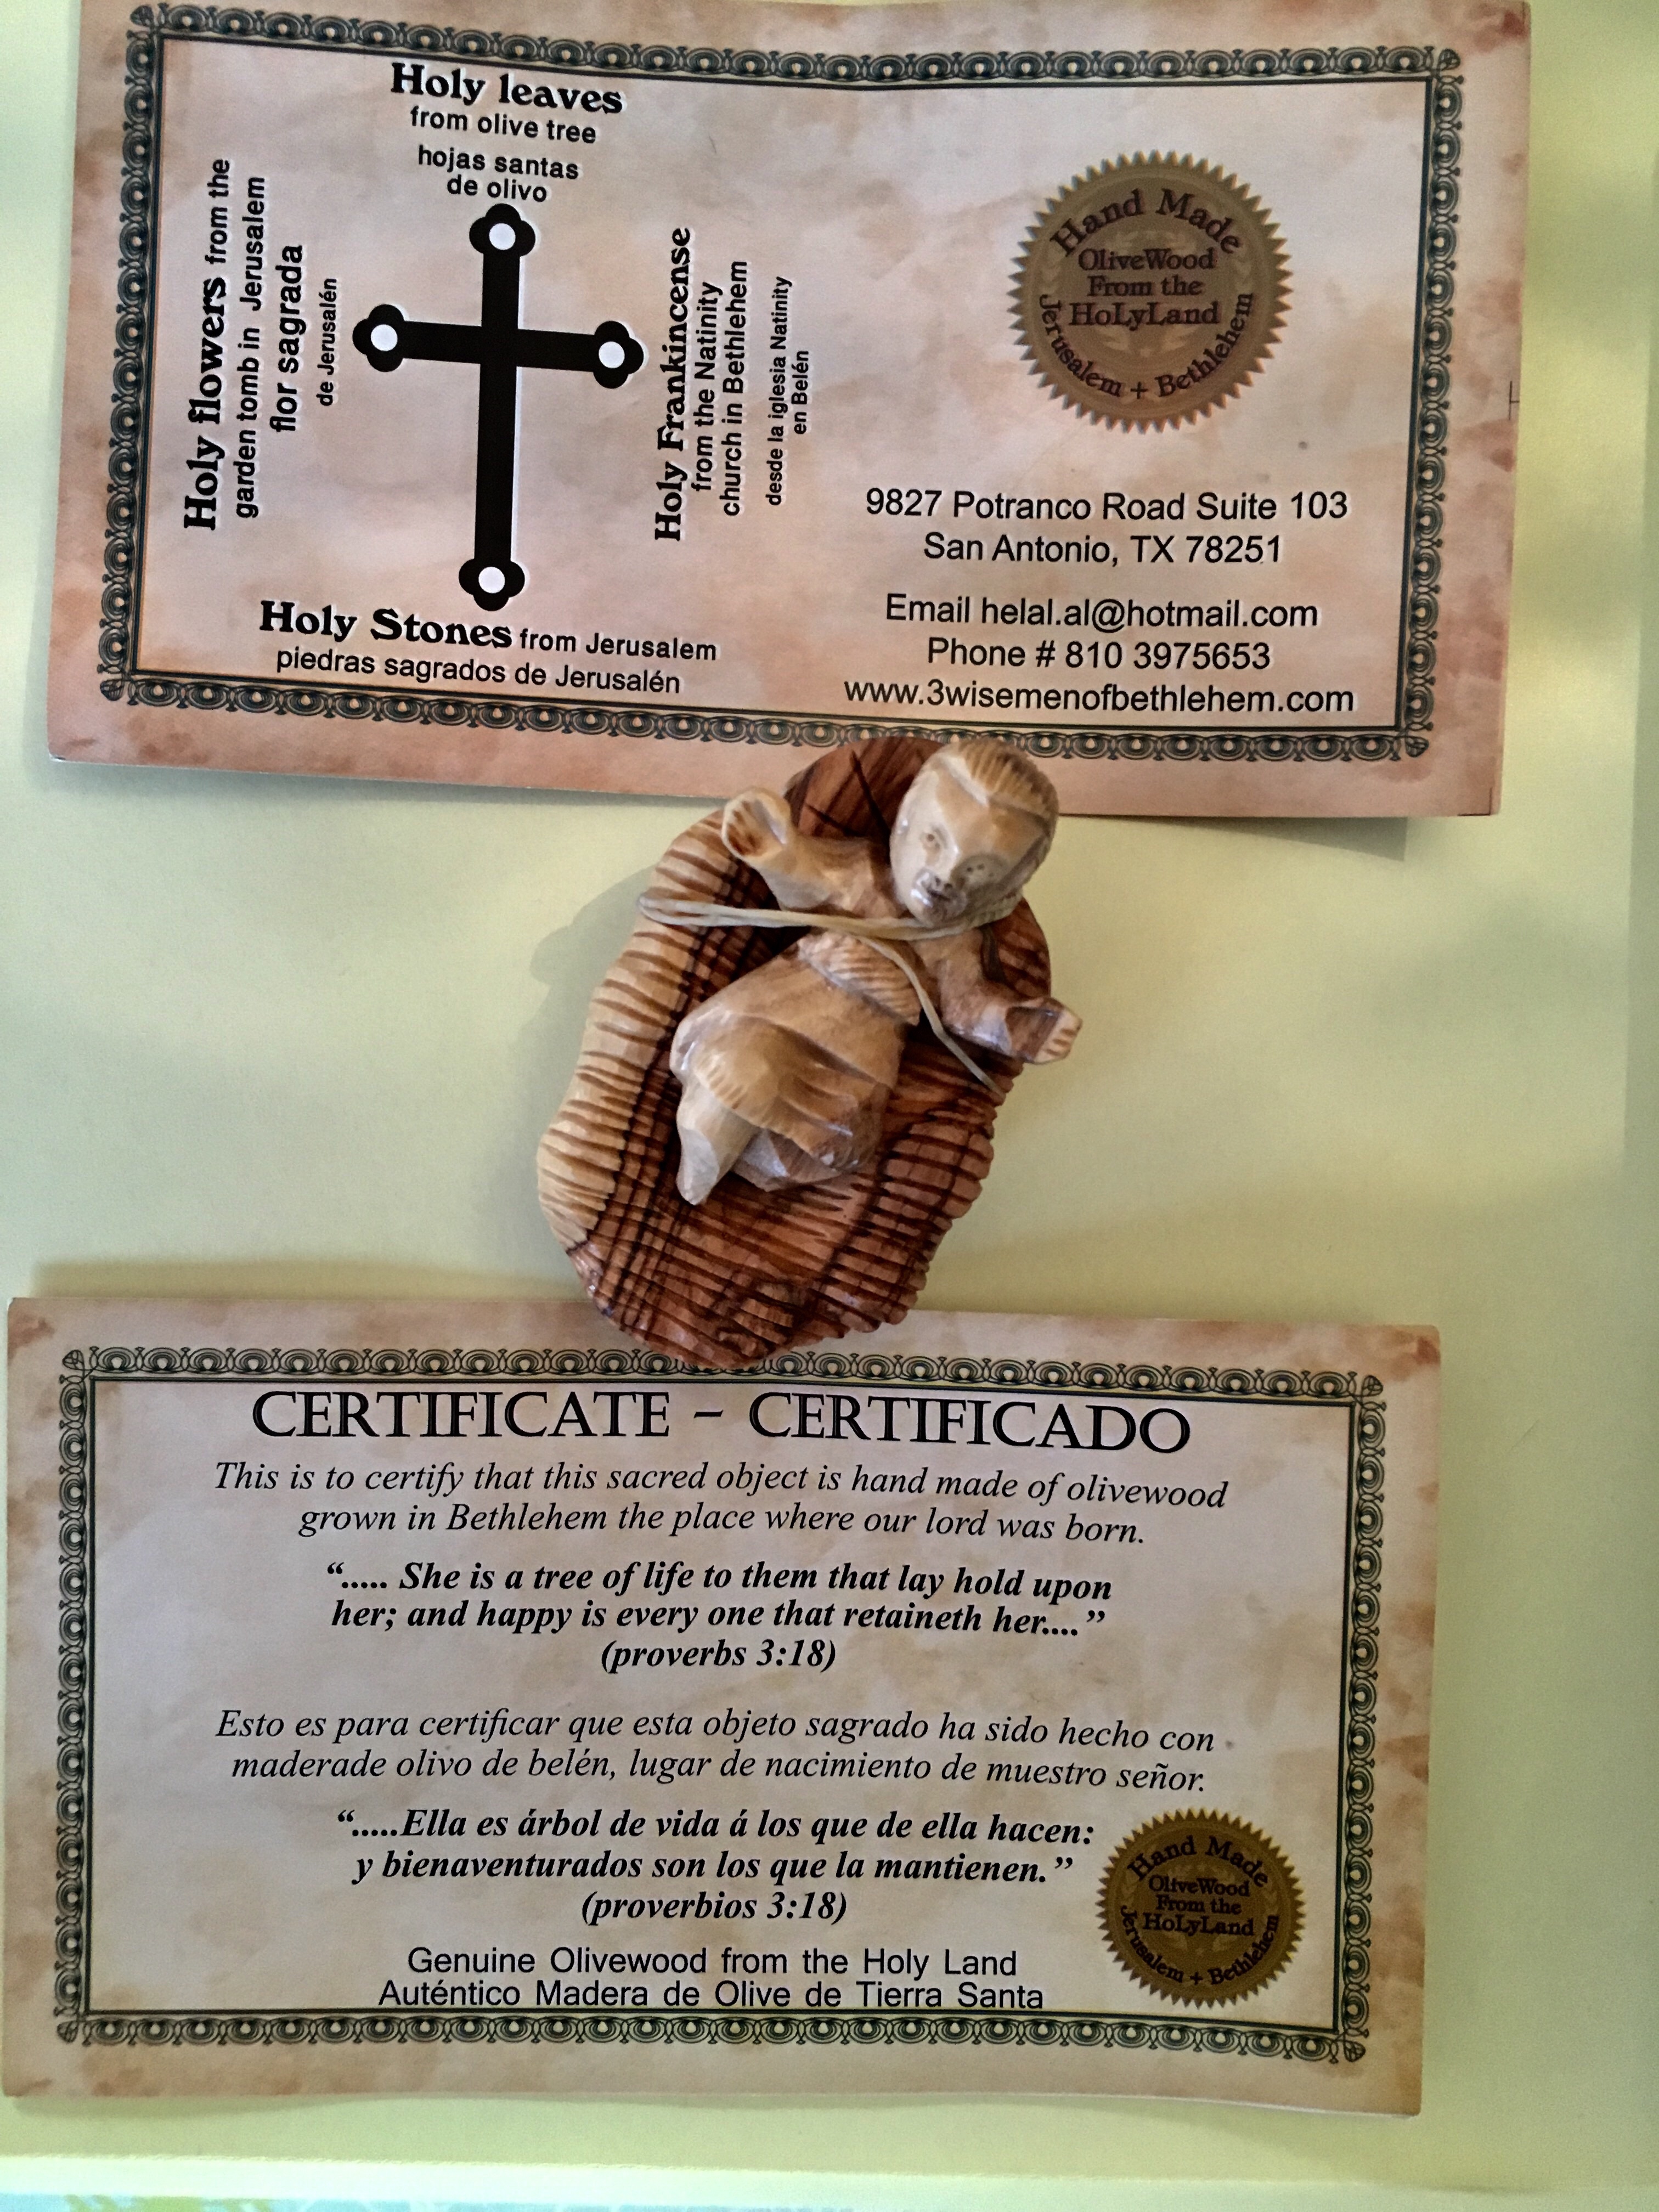 Holy leaves
from olive tree
hojas santas
de olivo
Holy flowers from the
garden tomb in Jerusalem
flor sagrada
de Jerusalén
Holy Frankincense
from the Natinity
church in Bethlehem
desde la iglesia Natinity
en Belén
Holy Stones from Jerusalem
piedras sagrados de Jerusalén
Hand Made
OliveWood
From the
HoLyLand
Jerusalem + Bethlehem
9827 Potranco Road Suite 103
San Antonio, TX 78251
Email helal.al@hotmail.com
Phone # 810 3975653
www.3wisemenofbethlehem.com
CERTIFICATE - CERTIFICADO
This is to certify that this sacred object is hand made of olivewood
grown in Bethlehem the place where our lord was born.
“..... She is a tree of life to them that lay hold upon
her; and happy is every one that retaineth her....”
(proverbs 3:18)
Esto es para certificar que esta objeto sagrado ha sido hecho con
maderade olivo de belén, lugar de nacimiento de muestro señor.
“.....Ella es árbol de vida á los que de ella hacen:
y bienaventurados son los que la mantienen.”
(proverbios 3:18)
Genuine Olivewood from the Holy Land
Auténtico Madera de Olive de Tierra Santa
Hand Made
OliveWood
From the
HoLyLand
Jerusalem + Bethlehem